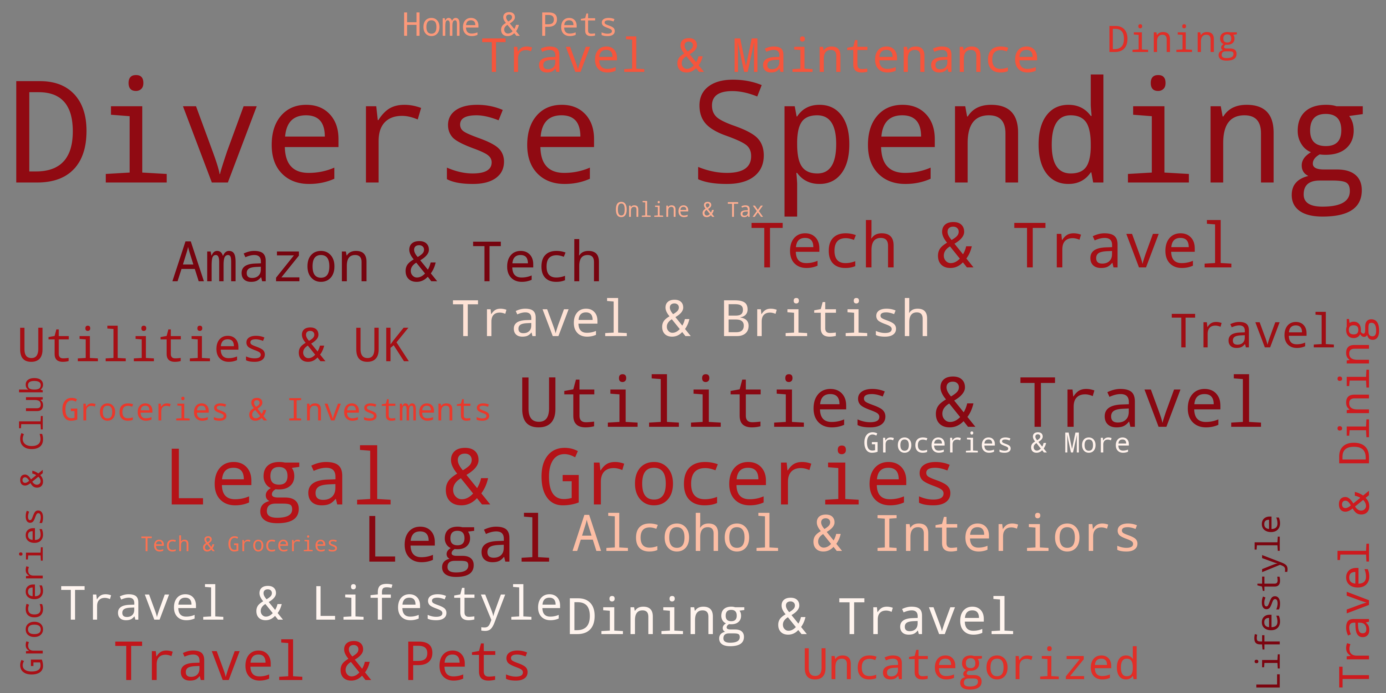 Home & Pets
Travel & Maintenance
Dining
Diverse Spending
Online & Tax
Amazon & Tech
Tech & Travel
Travel & British
Utilities & UK
Travel
Groceries & Investments
Utilities & Travel
Groceries & More
Legal & Groceries
Groceries & Club
Travel & Dining
Tech & Groceries
Legal
Alcohol & Interiors
Lifestyle
Travel & Lifestyle
Dining & Travel
Travel & Pets
Uncategorized